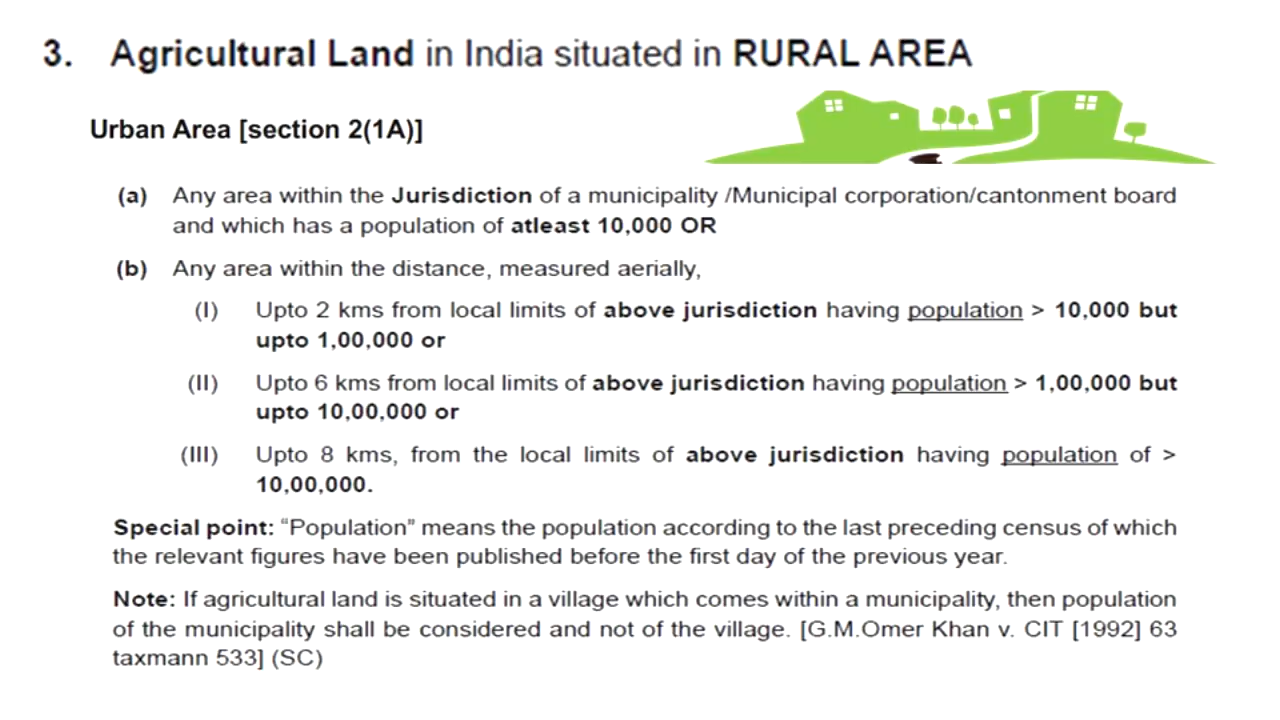 3. Agricultural Land in India situated in RURAL AREA
Urban Area [section 2(1A)]
(a) Any area within the Jurisdiction of a municipality /Municipal corporation/cantonment board
and which has a population of atleast 10,000 OR
(b) Any area within the distance, measured aerially,
(I) Upto 2 kms from local limits of above jurisdiction having population > 10,000 but
upto 1,00,000 or
(II) Upto 6 kms from local limits of above jurisdiction having population > 1,00,000 but
upto 10,00,000 or
(III) Upto 8 kms, from the local limits of above jurisdiction having population of >
10,00,000.
Special point: “Population” means the population according to the last preceding census of which
the relevant figures have been published before the first day of the previous year.
Note: If agricultural land is situated in a village which comes within a municipality, then population
of the municipality shall be considered and not of the village. [G.M.Omer Khan v. CIT [1992] 63
taxmann 533] (SC)